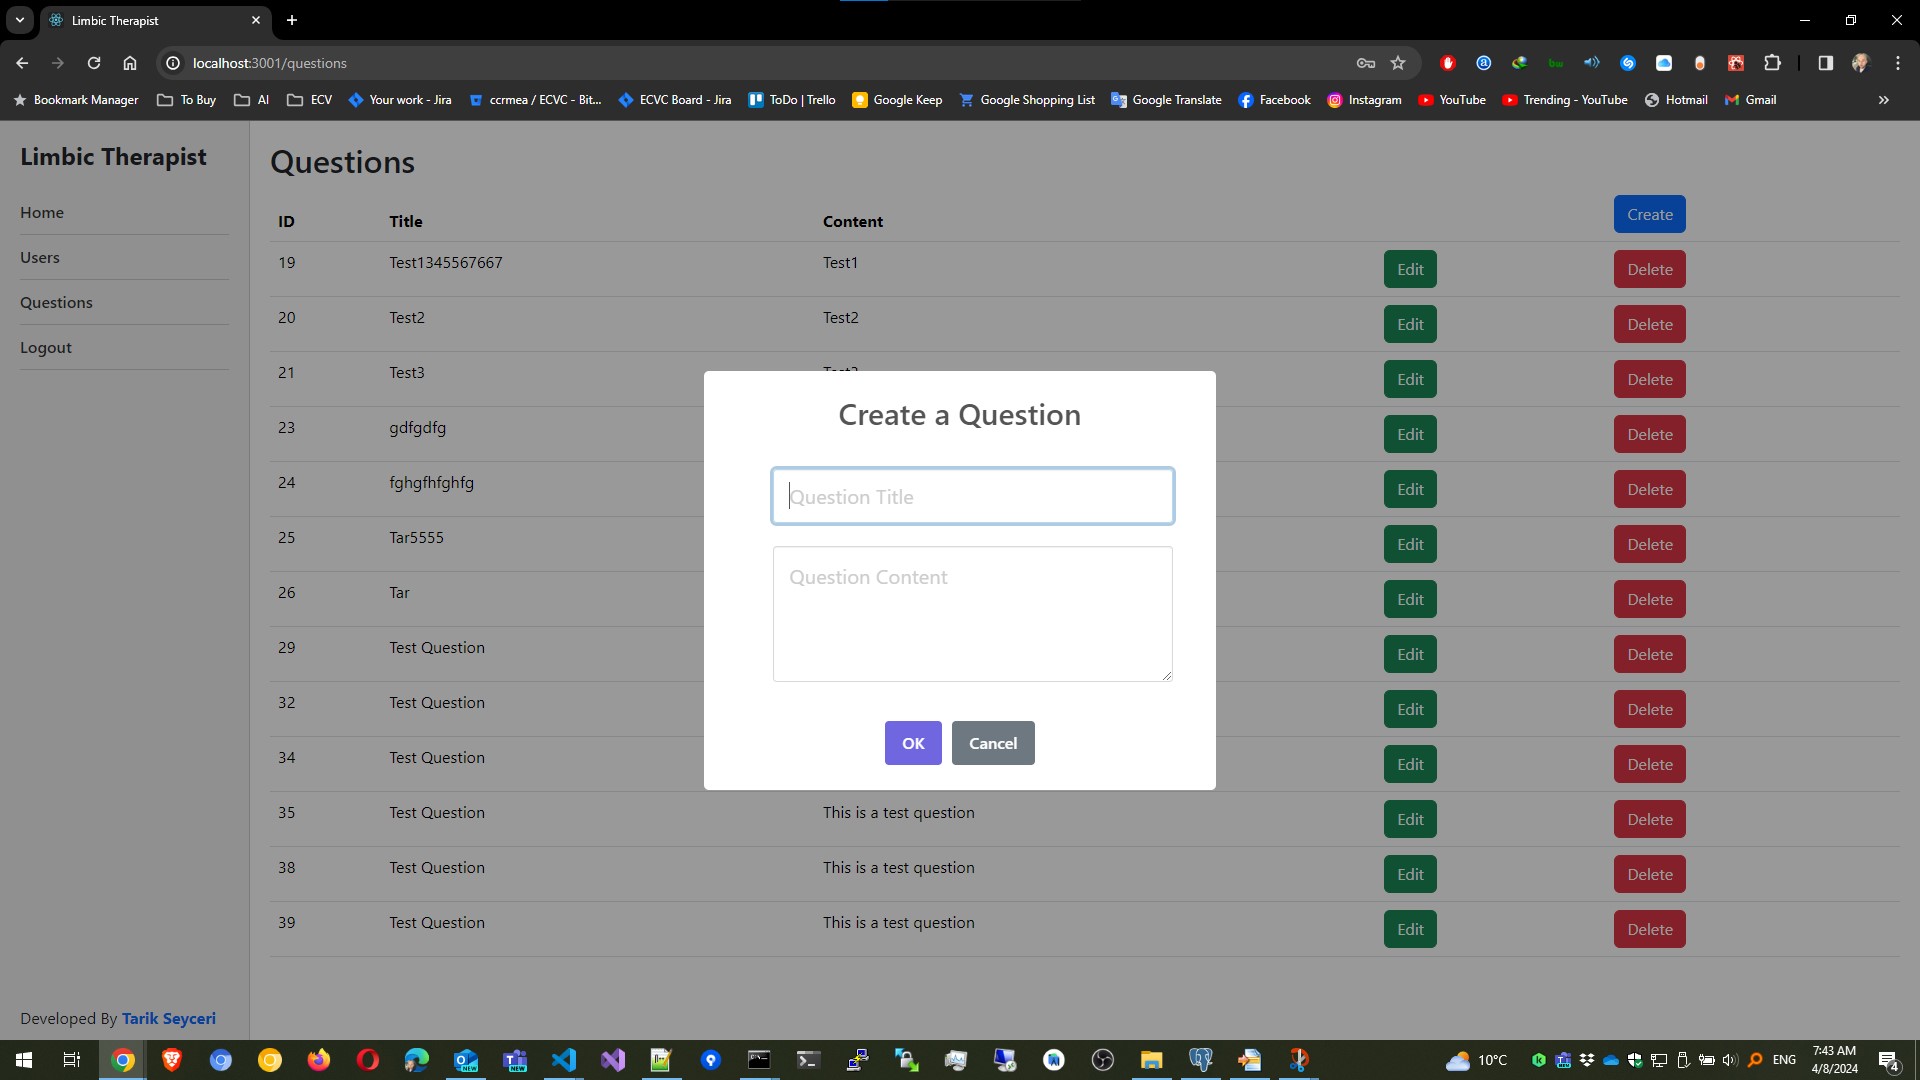 Limbic Therapist
localhost:3001/questions
Bookmark Manager To Buy AI ECV Your work - Jira ccrmea / ECVC - Bit... ECVC Board - Jira ToDo | Trello Google Keep Google Shopping List Google Translate Facebook Instagram YouTube Trending - YouTube Hotmail Gmail
Limbic Therapist
Home
Users
Questions
Logout
Developed By Tarik Seyceri
Questions
ID Title Content Create
19 Test1345567667 Test1 Edit Delete
20 Test2 Test2 Edit Delete
21 Test3 Edit Delete
23 gdfgdfg Edit Delete
24 fghgfhfghfg Edit Delete
25 Tar5555 Edit Delete
26 Tar Edit Delete
29 Test Question Edit Delete
32 Test Question Edit Delete
34 Test Question Edit Delete
35 Test Question This is a test question Edit Delete
38 Test Question This is a test question Edit Delete
39 Test Question This is a test question Edit Delete
Create a Question
Question Title
Question Content
OK Cancel
10°C ENG 7:43 AM
4/8/2024 4